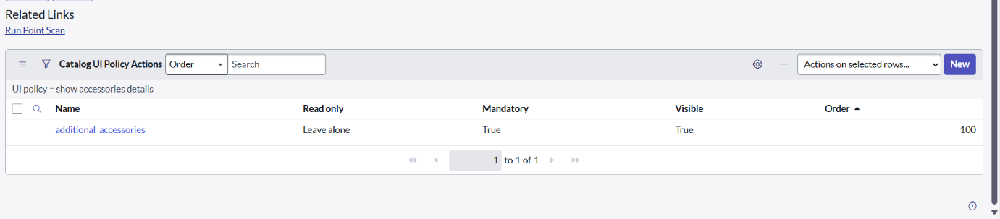 Related Links
Run Point Scan
Catalog UI Policy Actions Order Search Actions on selected rows... New
UI policy = show accessories details
Name Read only Mandatory Visible Order
additional_accessories Leave alone True True 100
1 to 1 of 1